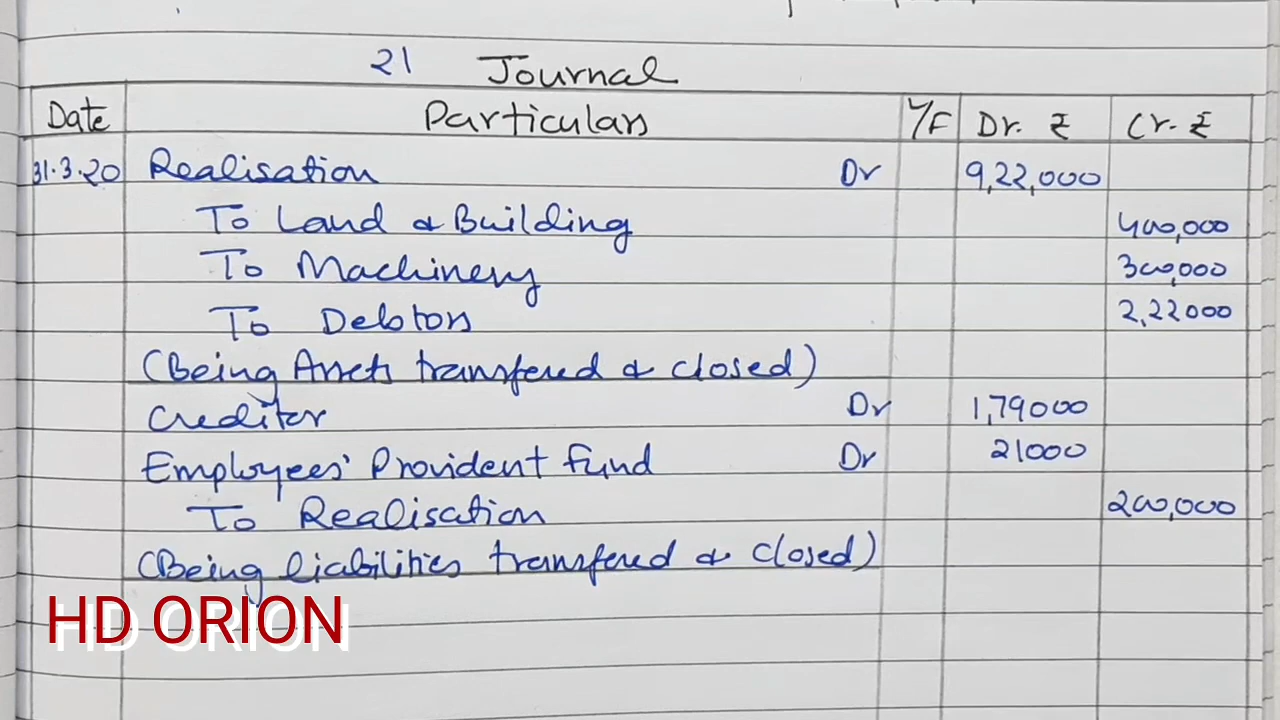 21 Journal
Date Particulars Y/F Dr. ₹ Cr. ₹
31.3.20 Realisation Dr 9,22,000
To Land & Building 400,000
To Machinery 300,000
To Debtors 2,22000
(Being Assets transfered & closed)
Creditor Dr 1,79000
Employees' Provident Fund Dr 21000
To Realisation 200,000
(Being liabilities transfered & closed)
HD ORION